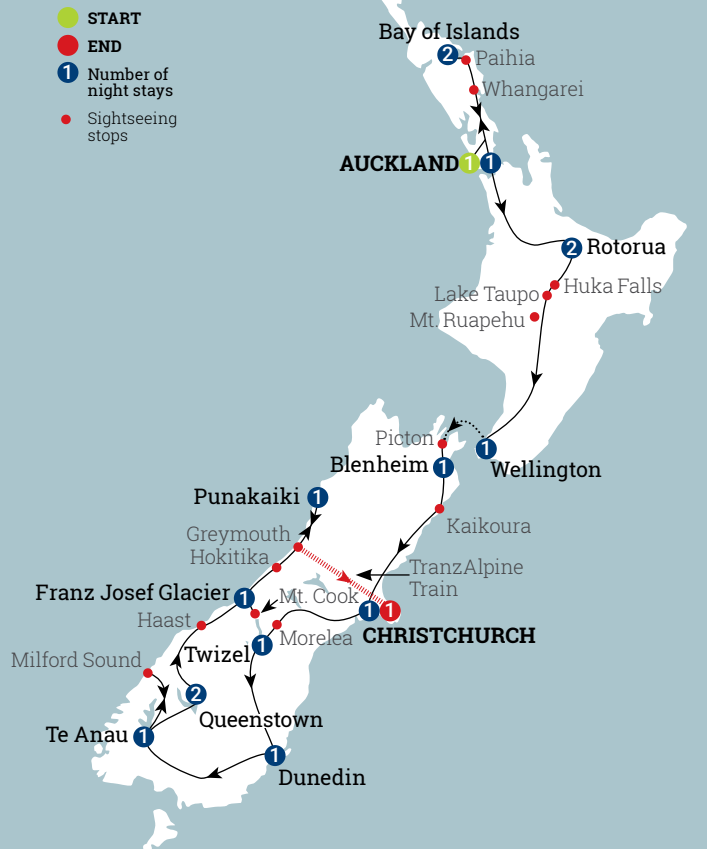 START
END
1
Number of
night stays
Sightseeing
stops
Bay of Islands
2
Paihia
Whangarei
AUCKLAND
1
1
2
Rotorua
Huka Falls
Lake Taupo
Mt. Ruapehu
Picton
1
Wellington
Blenheim
1
Punakaiki
1
Kaikoura
Greymouth
Hokitika
TranzAlpine
Train
Franz Josef Glacier
1
Mt. Cook
1
1
CHRISTCHURCH
Haast
Morelea
Twizel
1
Milford Sound
2
Queenstown
Te Anau
1
1
Dunedin